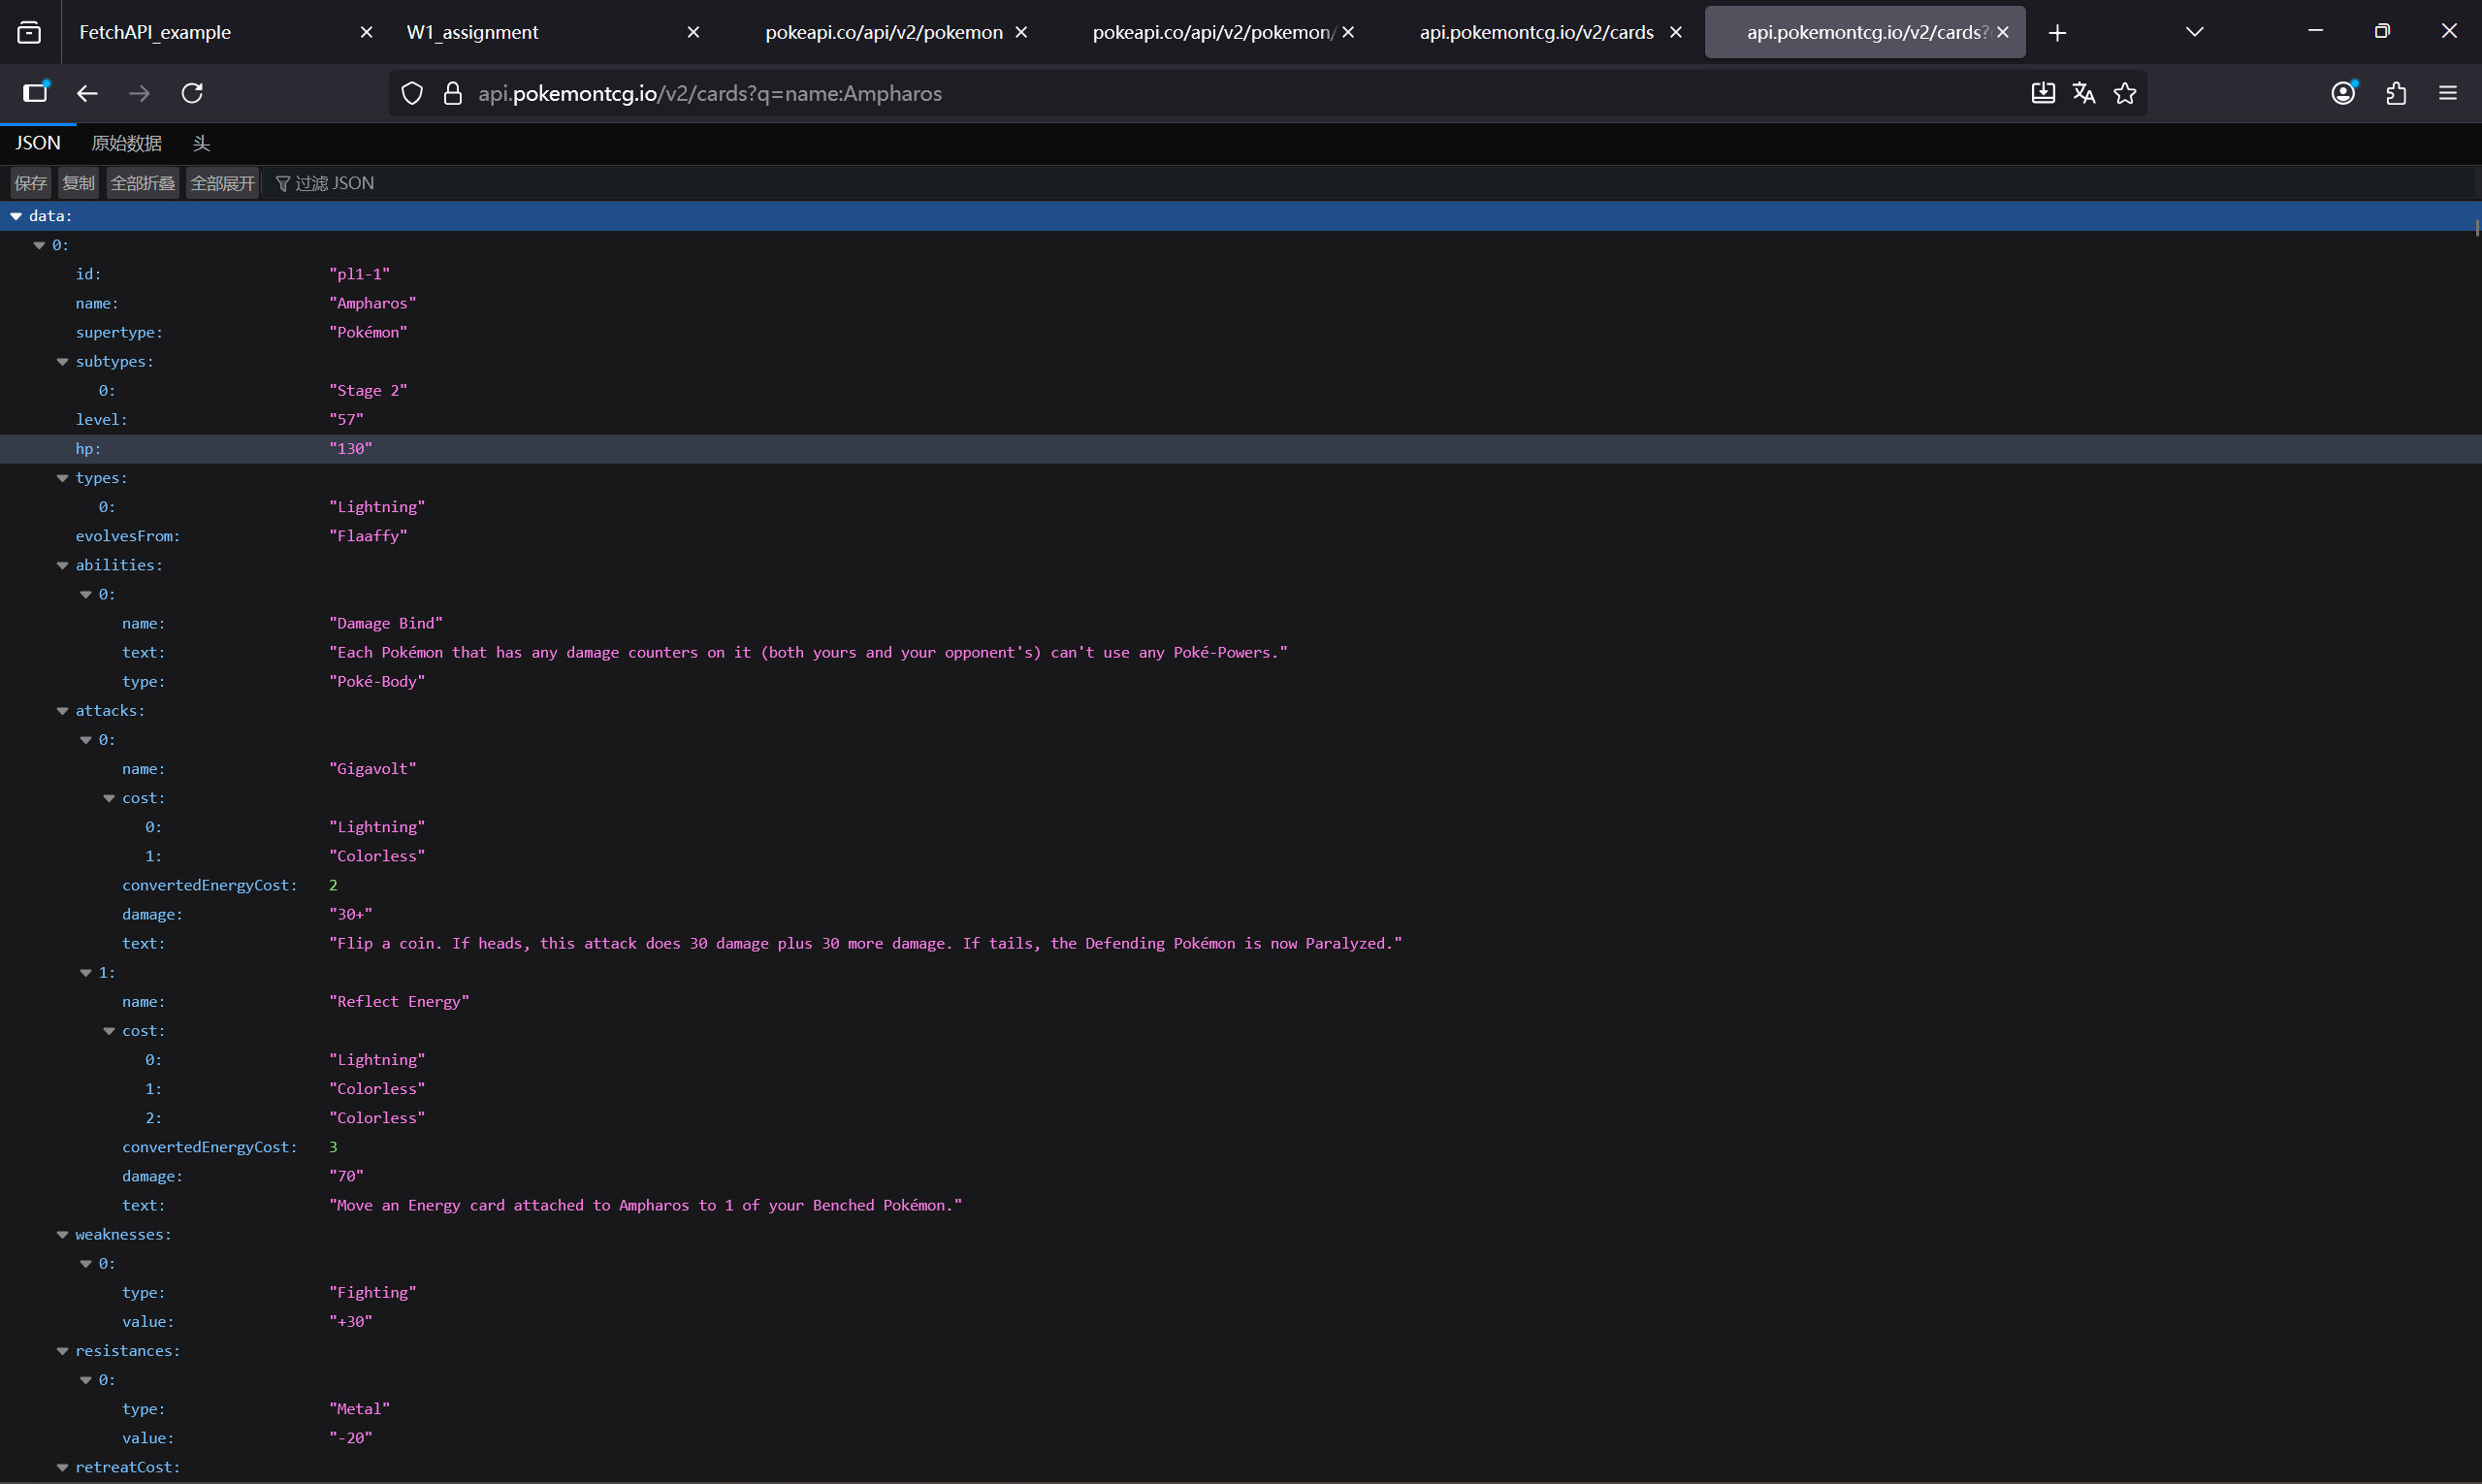 FetchAPI_example
W1_assignment
pokeapi.co/api/v2/pokemon
pokeapi.co/api/v2/pokemon/
api.pokemontcg.io/v2/cards
api.pokemontcg.io/v2/cards?
api.pokemontcg.io/v2/cards?q=name:Ampharos
JSON 原始数据 头
保存 复制 全部折叠 全部展开 过滤 JSON
data:
0:
id: "pl1-1"
name: "Ampharos"
supertype: "Pokémon"
subtypes:
0: "Stage 2"
level: "57"
hp: "130"
types:
0: "Lightning"
evolvesFrom: "Flaaffy"
abilities:
0:
name: "Damage Bind"
text: "Each Pokémon that has any damage counters on it (both yours and your opponent's) can't use any Poké-Powers."
type: "Poké-Body"
attacks:
0:
name: "Gigavolt"
cost:
0: "Lightning"
1: "Colorless"
convertedEnergyCost: 2
damage: "30+"
text: "Flip a coin. If heads, this attack does 30 damage plus 30 more damage. If tails, the Defending Pokémon is now Paralyzed."
1:
name: "Reflect Energy"
cost:
0: "Lightning"
1: "Colorless"
2: "Colorless"
convertedEnergyCost: 3
damage: "70"
text: "Move an Energy card attached to Ampharos to 1 of your Benched Pokémon."
weaknesses:
0:
type: "Fighting"
value: "+30"
resistances:
0:
type: "Metal"
value: "-20"
retreatCost: